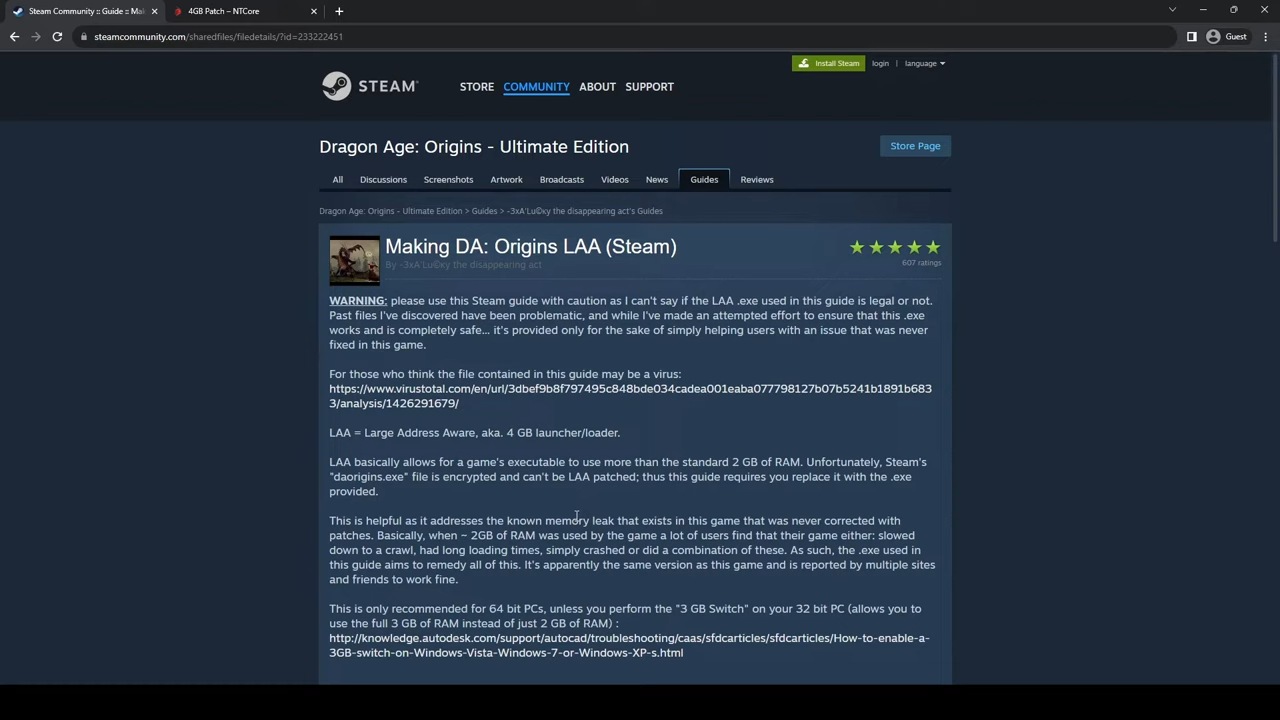 Steam Community :: Guide :: Ma
4GB Patch – NTCore
steamcommunity.com/sharedfiles/filedetails/?id=233222451
Guest
Install Steam
login
language
STEAM
STORE
COMMUNITY
ABOUT
SUPPORT
Dragon Age: Origins - Ultimate Edition
Store Page
All
Discussions
Screenshots
Artwork
Broadcasts
Videos
News
Guides
Reviews
Dragon Age: Origins - Ultimate Edition > Guides > -3xA'Lu©κy the disappearing act's Guides
Making DA: Origins LAA (Steam)
By -3xA'Lu©κy the disappearing act
607 ratings
WARNING: please use this Steam guide with caution as I can't say if the LAA .exe used in this guide is legal or not.
Past files I've discovered have been problematic, and while I've made an attempted effort to ensure that this .exe
works and is completely safe... it's provided only for the sake of simply helping users with an issue that was never
fixed in this game.
For those who think the file contained in this guide may be a virus:
https://www.virustotal.com/en/url/3dbef9b8f797495c848bde034cadea001eaba077798127b07b5241b1891b683
3/analysis/1426291679/
LAA = Large Address Aware, aka. 4 GB launcher/loader.
LAA basically allows for a game's executable to use more than the standard 2 GB of RAM. Unfortunately, Steam's
"daorigins.exe" file is encrypted and can't be LAA patched; thus this guide requires you replace it with the .exe
provided.
This is helpful as it addresses the known memory leak that exists in this game that was never corrected with
patches. Basically, when ~ 2GB of RAM was used by the game a lot of users find that their game either: slowed
down to a crawl, had long loading times, simply crashed or did a combination of these. As such, the .exe used in
this guide aims to remedy all of this. It's apparently the same version as this game and is reported by multiple sites
and friends to work fine.
This is only recommended for 64 bit PCs, unless you perform the "3 GB Switch" on your 32 bit PC (allows you to
use the full 3 GB of RAM instead of just 2 GB of RAM) :
http://knowledge.autodesk.com/support/autocad/troubleshooting/caas/sfdcarticles/sfdcarticles/How-to-enable-a-
3GB-switch-on-Windows-Vista-Windows-7-or-Windows-XP-s.html